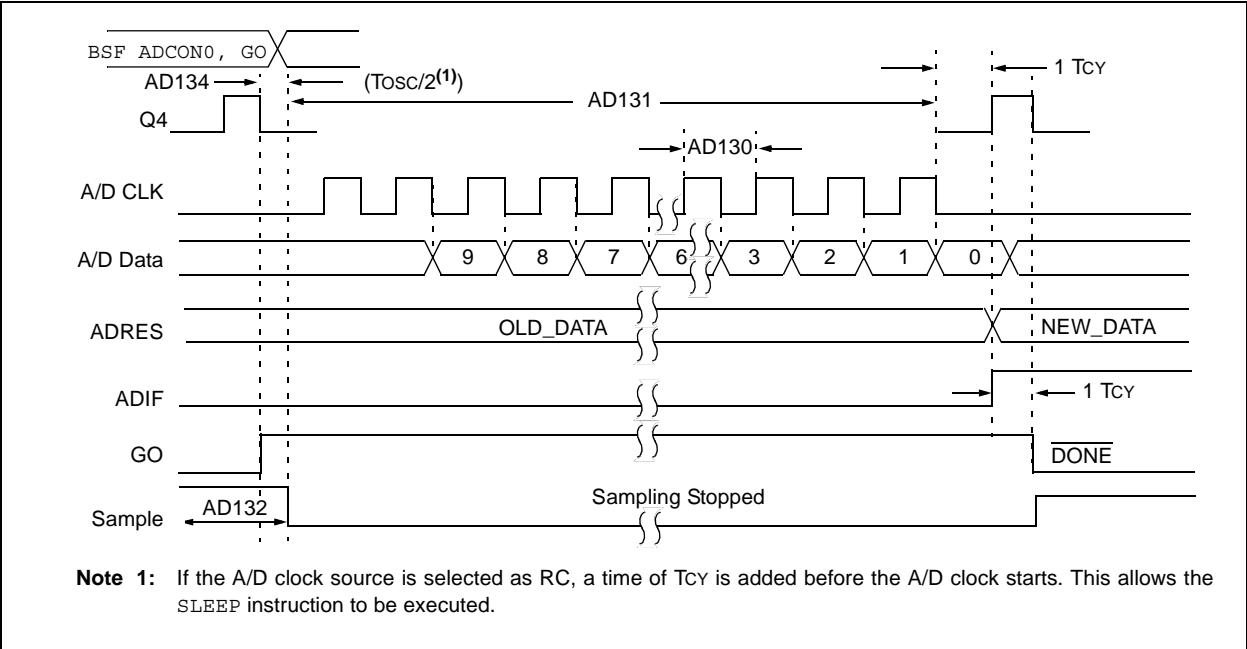 BSF ADCON0, GO
AD134
(TOSC/2(1))
1 TCY
AD131
Q4
AD130
A/D CLK
A/D Data
9
8
7
6
3
2
1
0
ADRES
OLD_DATA
NEW_DATA
ADIF
1 TCY
GO
DONE
AD132
Sampling Stopped
Sample
Note 1: If the A/D clock source is selected as RC, a time of TCY is added before the A/D clock starts. This allows the
SLEEP instruction to be executed.